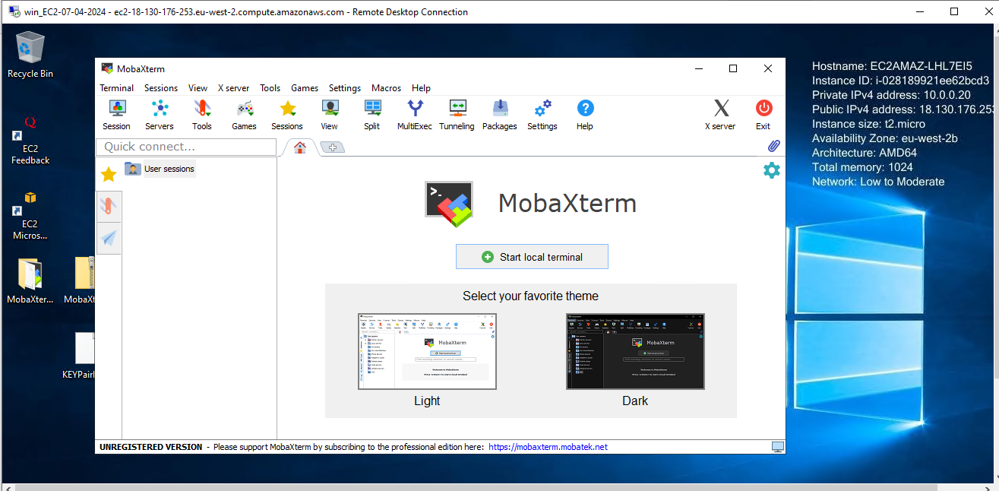 win_EC2-07-04-2024 - ec2-18-130-176-253.eu-west-2.compute.amazonaws.com - Remote Desktop Connection
Recycle Bin
EC2
Feedback
EC2
Micros...
MobaXter...
MobaXt
KEYPairl
MobaXterm
Terminal Sessions View X server Tools Games Settings Macros Help
Session Servers Tools Games Sessions View Split MultiExec Tunneling Packages Settings Help X server Exit
Quick connect...
User sessions
MobaXterm
Start local terminal
Select your favorite theme
MobaXterm
MobaXterm
Light Dark
UNREGISTERED VERSION - Please support MobaXterm by subscribing to the professional edition here: https://mobaxterm.mobatek.net
Hostname: EC2AMAZ-LHL7EI5
Instance ID: i-028189921ee62bcd3
Private IPv4 address: 10.0.0.20
Public IPv4 address: 18.130.176.253
Instance size: t2.micro
Availability Zone: eu-west-2b
Architecture: AMD64
Total memory: 1024
Network: Low to Moderate